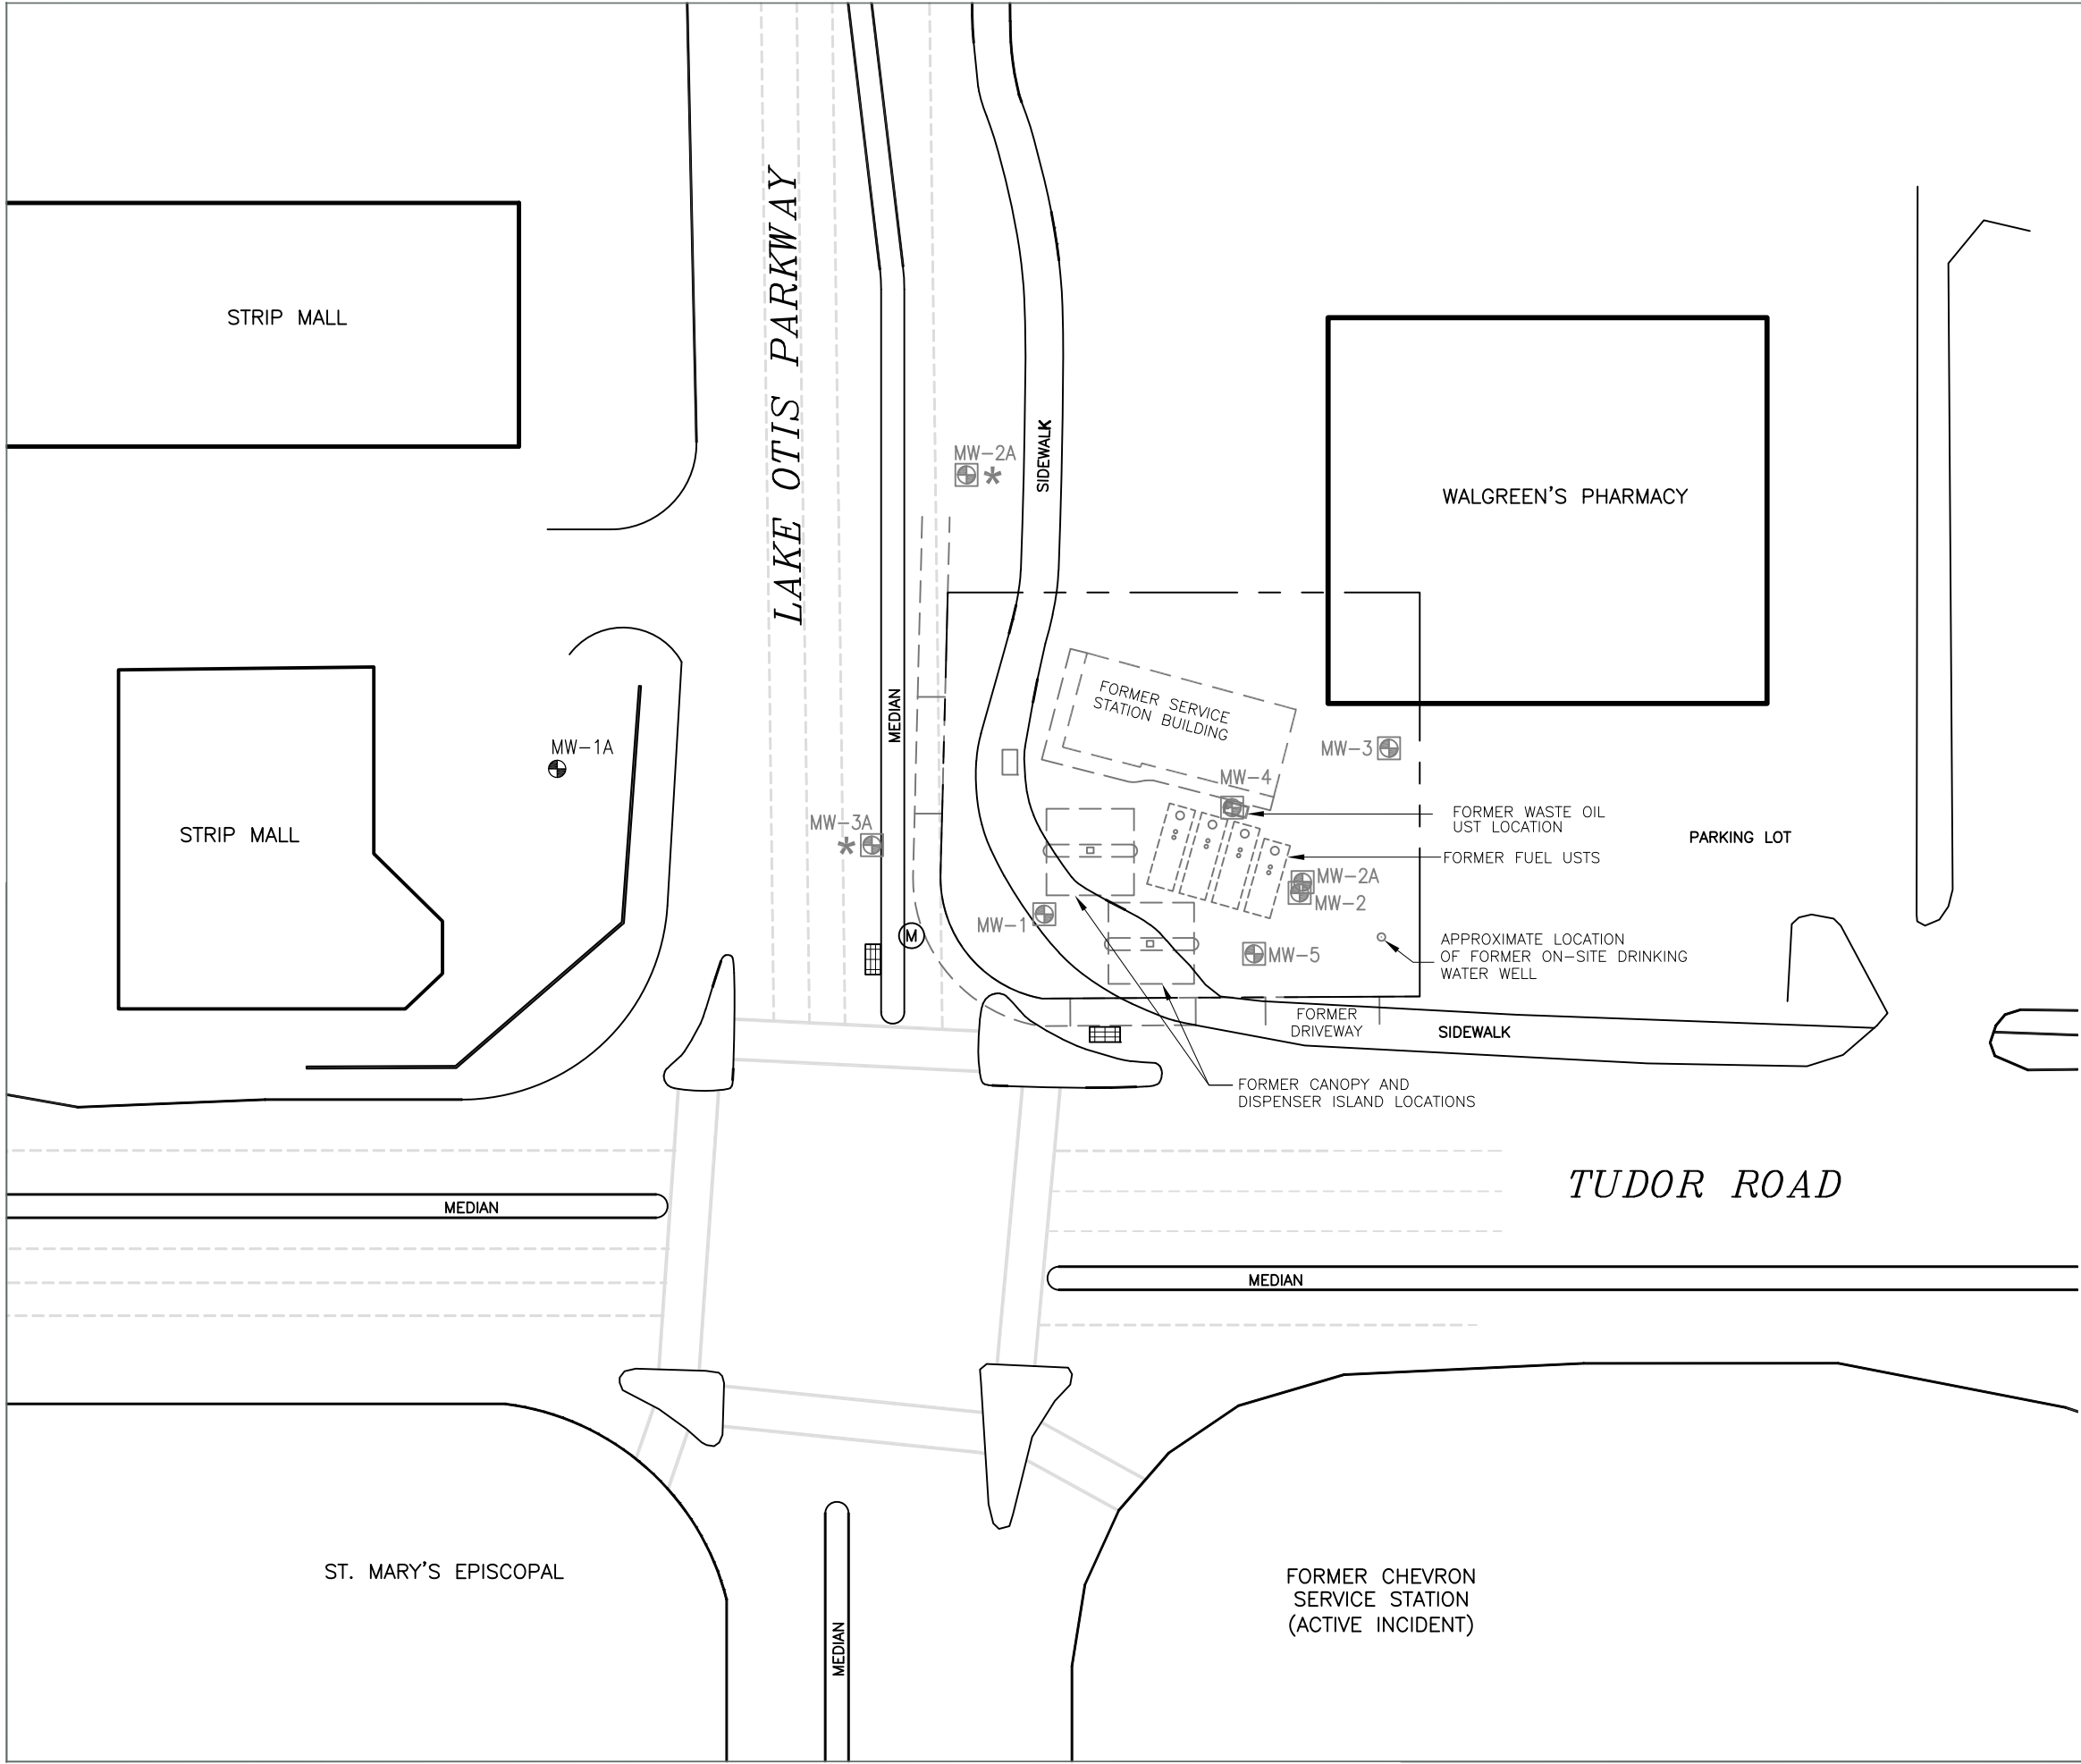 STRIP MALL
LAKE OTIS PARKWAY
MW-2A
*
SIDEWALK
WALGREEN'S PHARMACY
FORMER SERVICE
STATION BUILDING
MEDIAN
MW-1A
MW-3
MW-4
FORMER WASTE OIL
UST LOCATION
MW-3A
*
STRIP MALL
PARKING LOT
FORMER FUEL USTS
MW-2A
MW-2
MW-1
M
MW-5
APPROXIMATE LOCATION
OF FORMER ON-SITE DRINKING
WATER WELL
FORMER
DRIVEWAY
SIDEWALK
FORMER CANOPY AND
DISPENSER ISLAND LOCATIONS
TUDOR ROAD
MEDIAN
MEDIAN
ST. MARY'S EPISCOPAL
FORMER CHEVRON
SERVICE STATION
(ACTIVE INCIDENT)
MEDIAN